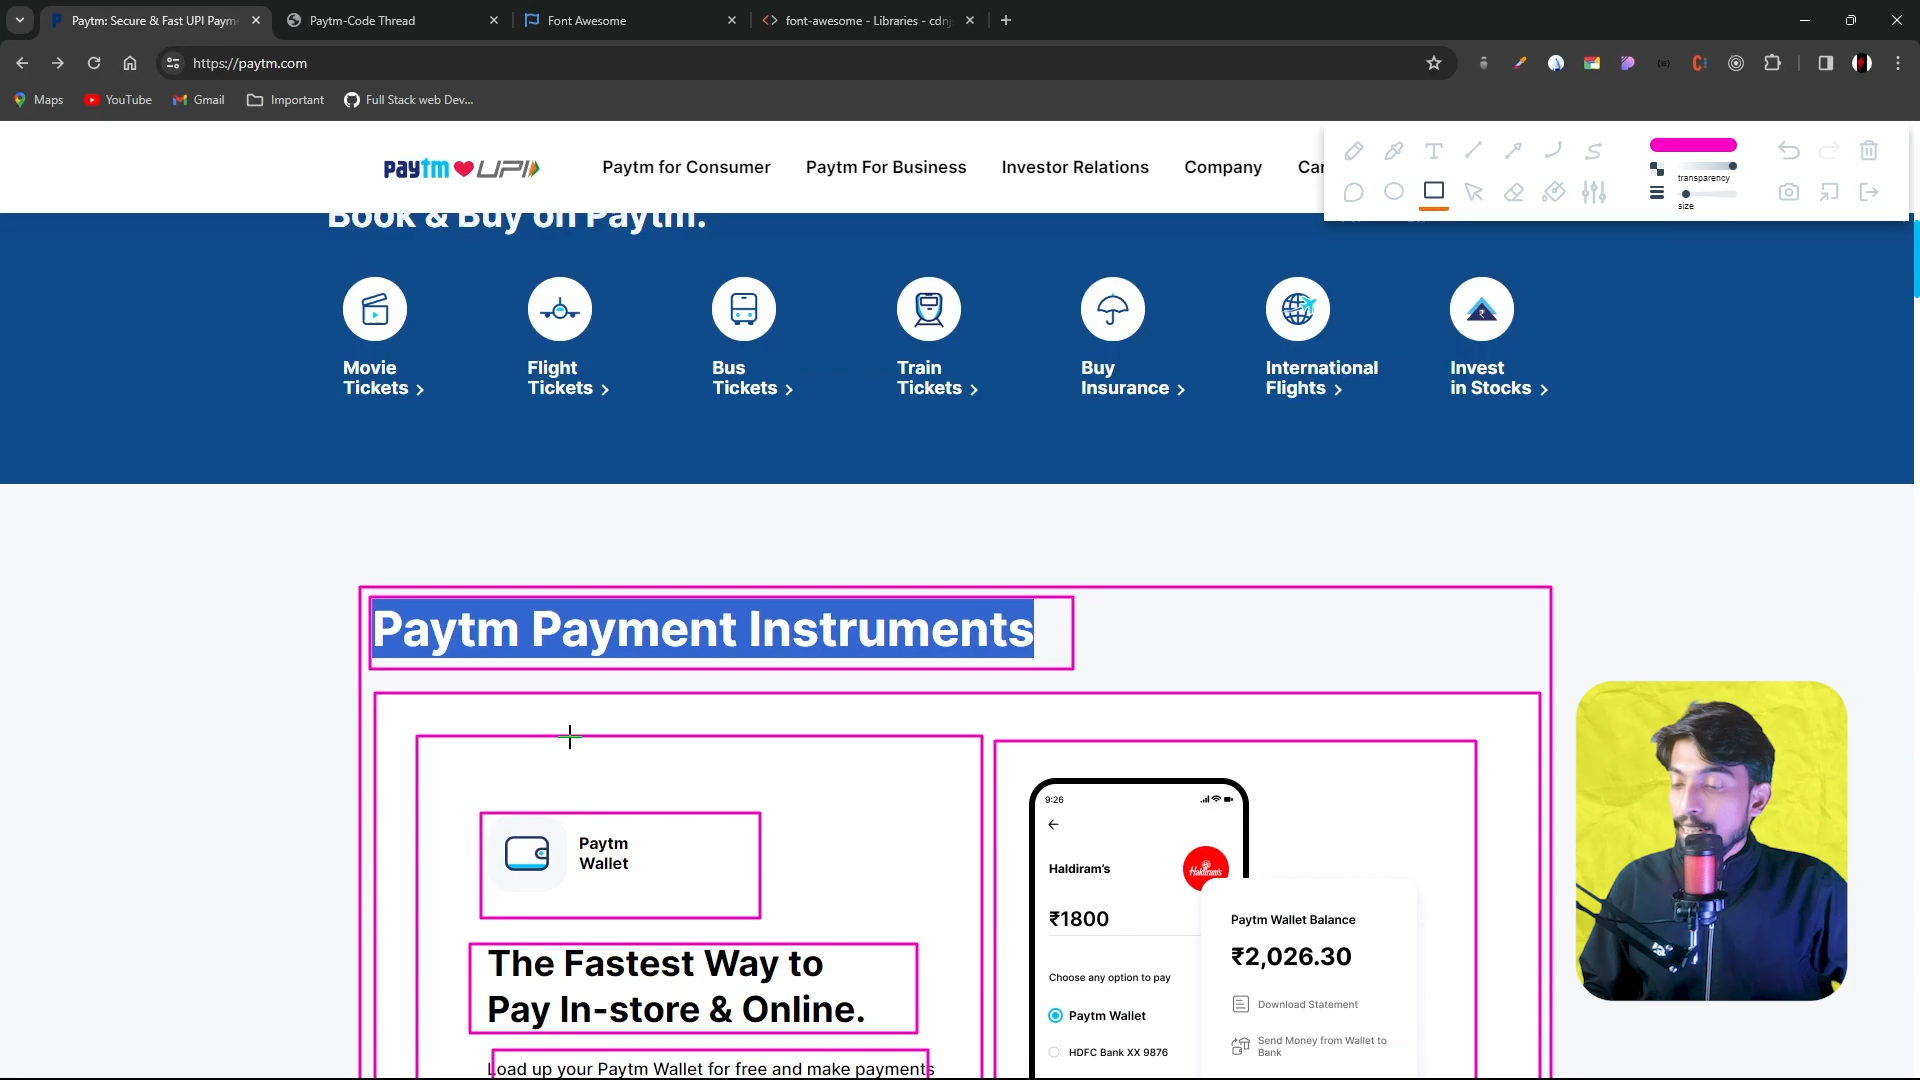 Paytm: Secure & Fast UPI Payme
Paytm-Code Thread
Font Awesome
font-awesome - Libraries - cdnj
https://paytm.com
Maps
YouTube
Gmail
Important
Full Stack web Dev...
paytm UPI
Paytm for Consumer
Paytm For Business
Investor Relations
Company
Car
transparency
size
Book & Buy on Paytm.
Movie
Tickets
Flight
Tickets
Bus
Tickets
Train
Tickets
Buy
Insurance
International
Flights
Invest
in Stocks
Paytm Payment Instruments
Paytm
Wallet
The Fastest Way to
Pay In-store & Online.
Load up your Paytm Wallet for free and make payments
9:26
Haldiram's
Haldiram's
₹1800
Choose any option to pay
Paytm Wallet
HDFC Bank XX 9876
Paytm Wallet Balance
₹2,026.30
Download Statement
Send Money from Wallet to
Bank